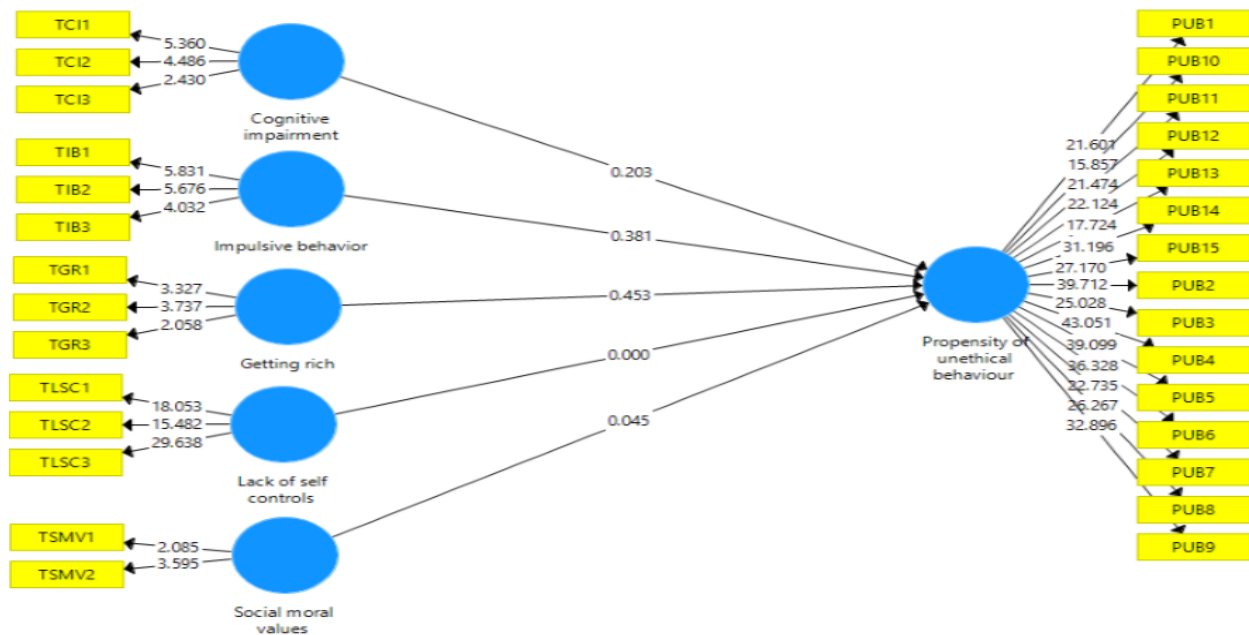 TCI1
5.360
TCI2
4.486
TCI3
2.430
Cognitive
impairment
TIB1
5.831
TIB2
5.676
TIB3
4.032
Impulsive behavior
TGR1
3.327
TGR2
3.737
TGR3
2.058
Getting rich
TLSC1
18.053
TLSC2
15.482
TLSC3
29.638
Lack of self
controls
TSMV1
2.085
TSMV2
3.595
Social moral
values
0.203
0.381
0.453
0.000
0.045
Propensity of
unethical
behaviour
21.601
15.857
21.474
22.124
17.724
31.196
27.170
39.712
25.028
43.051
39.099
36.328
22.735
26.267
32.896
PUB1
PUB10
PUB11
PUB12
PUB13
PUB14
PUB15
PUB2
PUB3
PUB4
PUB5
PUB6
PUB7
PUB8
PUB9